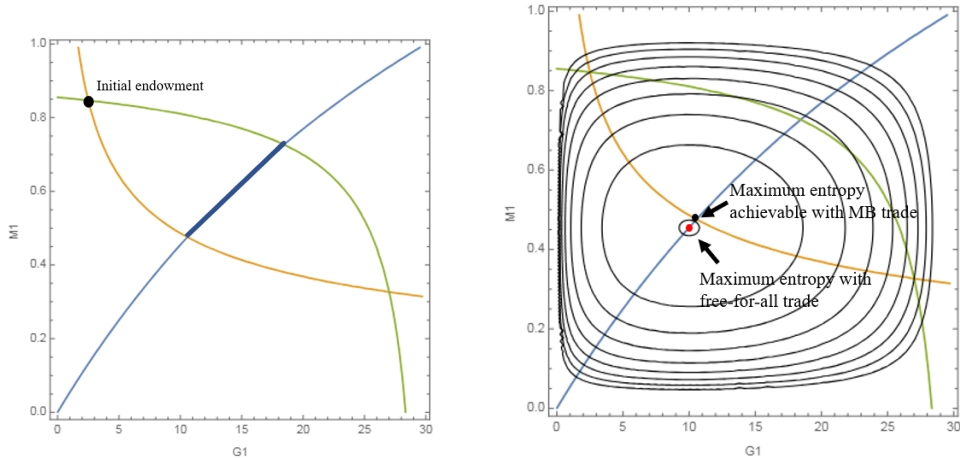 1.0
0.8
0.6
0.4
0.2
0.0
M1
Initial endowment
0
5
10
15
20
25
30
G1
1.0
0.8
0.6
0.4
0.2
0.0
M1
Maximum entropy
achievable with MB trade
Maximum entropy with
free-for-all trade
0
5
10
15
20
25
30
G1